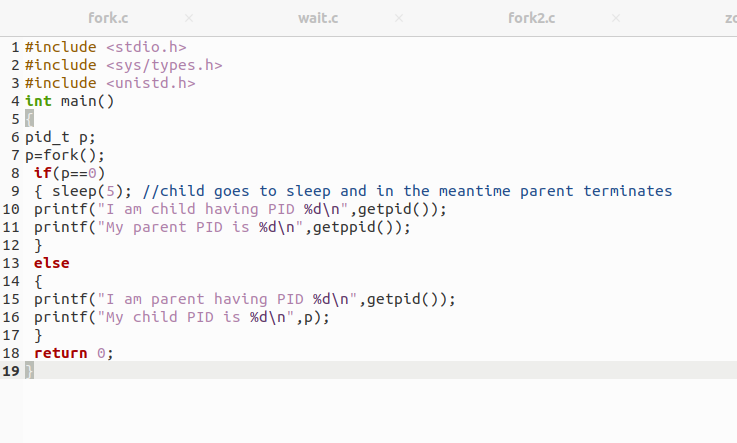 fork.c × wait.c × fork2.c × zo
1 #include <stdio.h>
2 #include <sys/types.h>
3 #include <unistd.h>
4 int main()
5 {
6 pid_t p;
7 p=fork();
8 if(p==0)
9 { sleep(5); //child goes to sleep and in the meantime parent terminates
10 printf("I am child having PID %d\n",getpid());
11 printf("My parent PID is %d\n",getppid());
12 }
13 else
14 {
15 printf("I am parent having PID %d\n",getpid());
16 printf("My child PID is %d\n",p);
17 }
18 return 0;
19 }